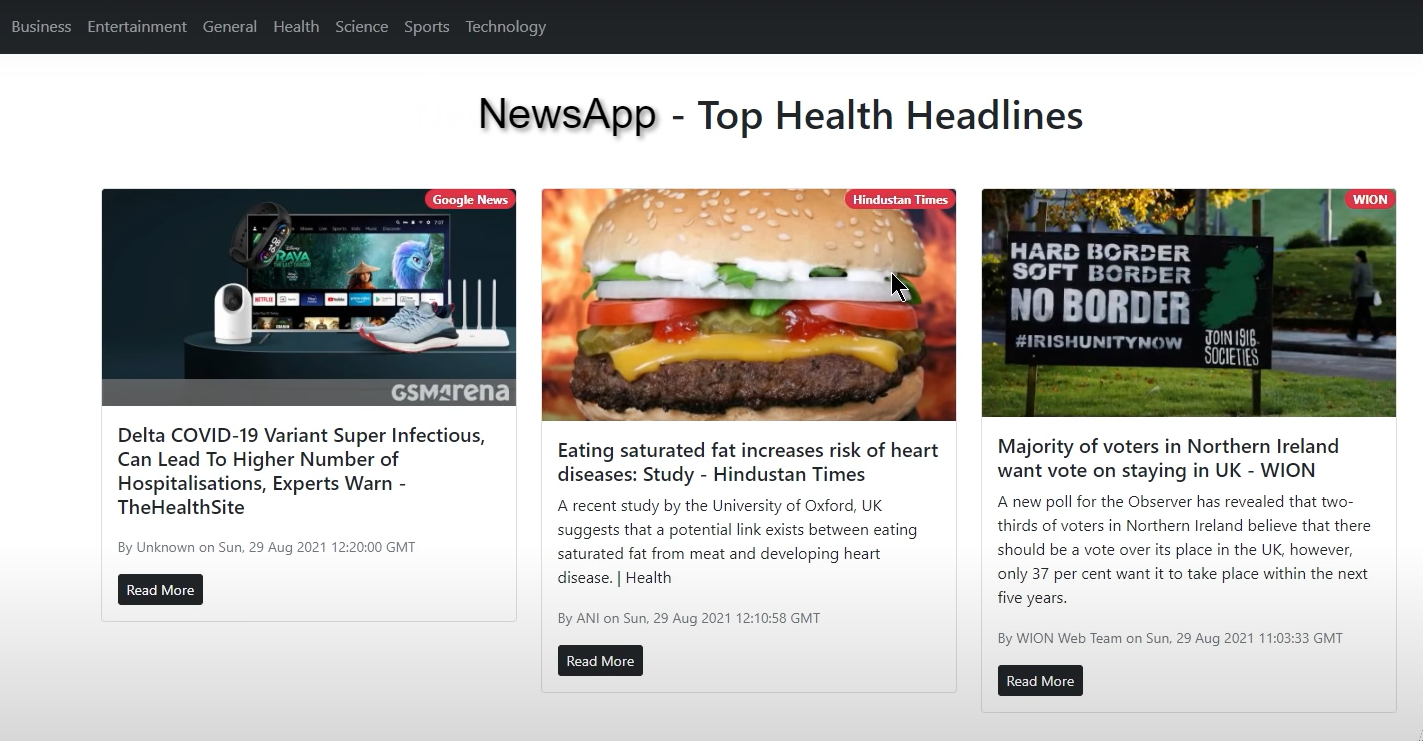 Business Entertainment General Health Science Sports Technology
NewsApp - Top Health Headlines
Google News
RAYA
NETFLIX
GSMArena
Delta COVID-19 Variant Super Infectious,
Can Lead To Higher Number of
Hospitalisations, Experts Warn -
TheHealthSite
By Unknown on Sun, 29 Aug 2021 12:20:00 GMT
Read More
Hindustan Times
Eating saturated fat increases risk of heart
diseases: Study - Hindustan Times
A recent study by the University of Oxford, UK
suggests that a potential link exists between eating
saturated fat from meat and developing heart
disease. | Health
By ANI on Sun, 29 Aug 2021 12:10:58 GMT
Read More
WION
HARD BORDER
SOFT BORDER
NO BORDER
#IRISHUNITYNOW
JOIN 1916
SOCIETIES
Majority of voters in Northern Ireland
want vote on staying in UK - WION
A new poll for the Observer has revealed that two-
thirds of voters in Northern Ireland believe that there
should be a vote over its place in the UK, however,
only 37 per cent want it to take place within the next
five years.
By WION Web Team on Sun, 29 Aug 2021 11:03:33 GMT
Read More